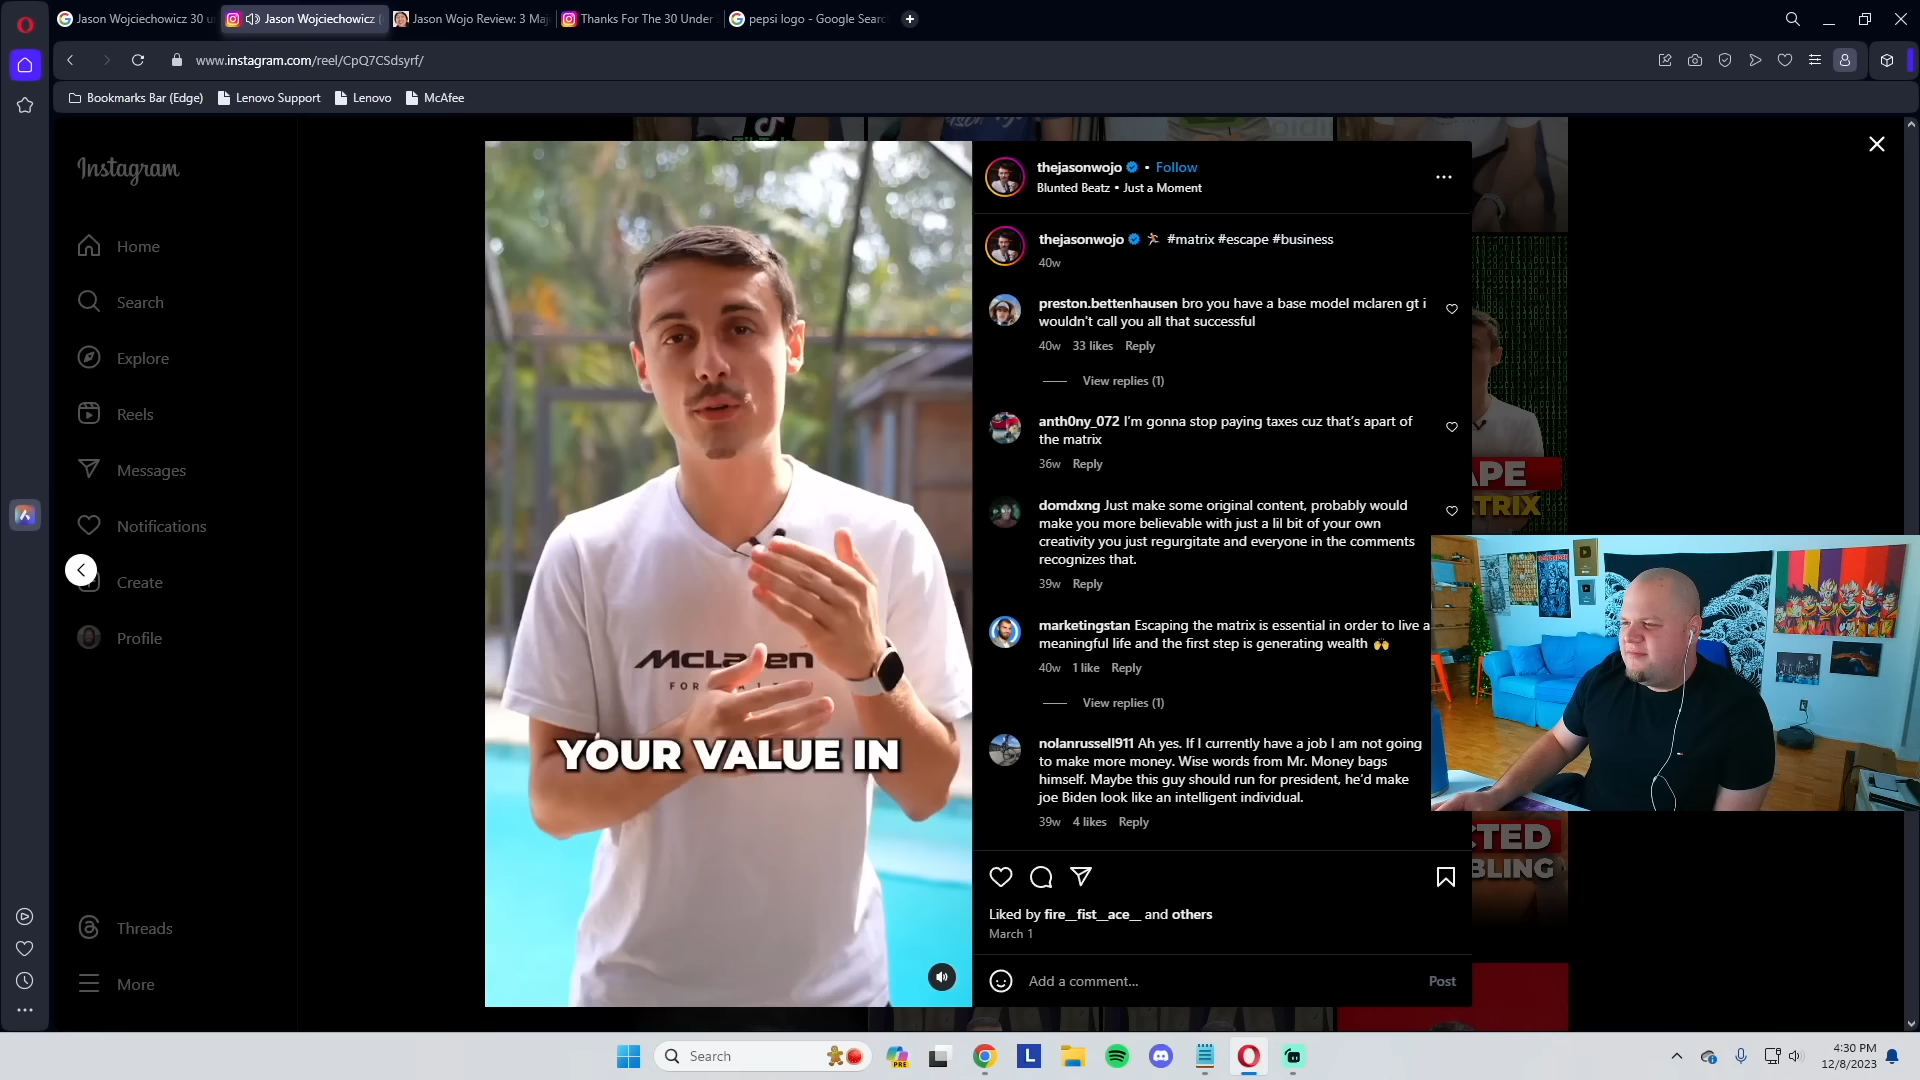 Jason Wojciechowicz 30 u
Jason Wojciechowicz (
Jason Wojo Review: 3 Maj
Thanks For The 30 Under
pepsi logo - Google Searc
www.instagram.com/reel/CpQ7CSdsyrf/
Bookmarks Bar (Edge)
Lenovo Support
Lenovo
McAfee
Instagram
Home
Search
Explore
Reels
Messages
Notifications
Create
Profile
Threads
More
McLaren
YOUR VALUE IN
thejasonwojo • Follow
Blunted Beatz • Just a Moment
thejasonwojo 🏃 #matrix #escape #business
40w
preston.bettenhausen bro you have a base model mclaren gt i
wouldn't call you all that successful
40w 33 likes Reply
View replies (1)
anth0ny_072 I'm gonna stop paying taxes cuz that's apart of
the matrix
36w Reply
domdxng Just make some original content, probably would
make you more believable with just a lil bit of your own
creativity you just regurgitate and everyone in the comments
recognizes that.
39w Reply
marketingstan Escaping the matrix is essential in order to live a
meaningful life and the first step is generating wealth 🙌
40w 1 like Reply
View replies (1)
nolanrussell911 Ah yes. If I currently have a job I am not going
to make more money. Wise words from Mr. Money bags
himself. Maybe this guy should run for president, he'd make
joe Biden look like an intelligent individual.
39w 4 likes Reply
Liked by fire__fist__ace__ and others
March 1
Add a comment...
Post
APE
TRIX
CTED
BLING
Search
PRE
L
4:30 PM
12/8/2023